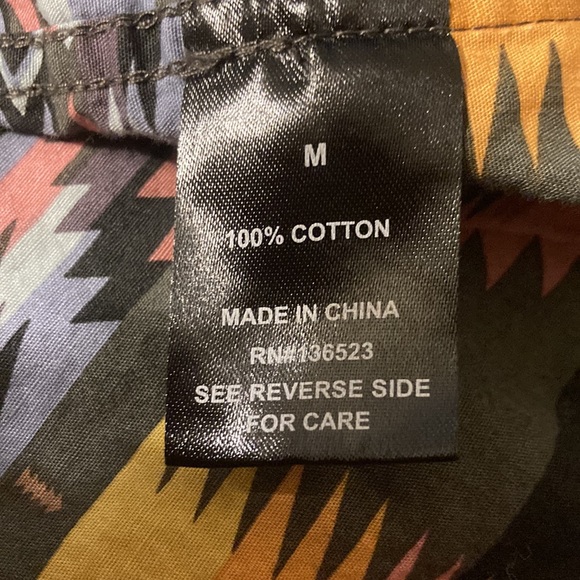 M
100% COTTON
MADE IN CHINA
RN#136523
SEE REVERSE SIDE
FOR CARE